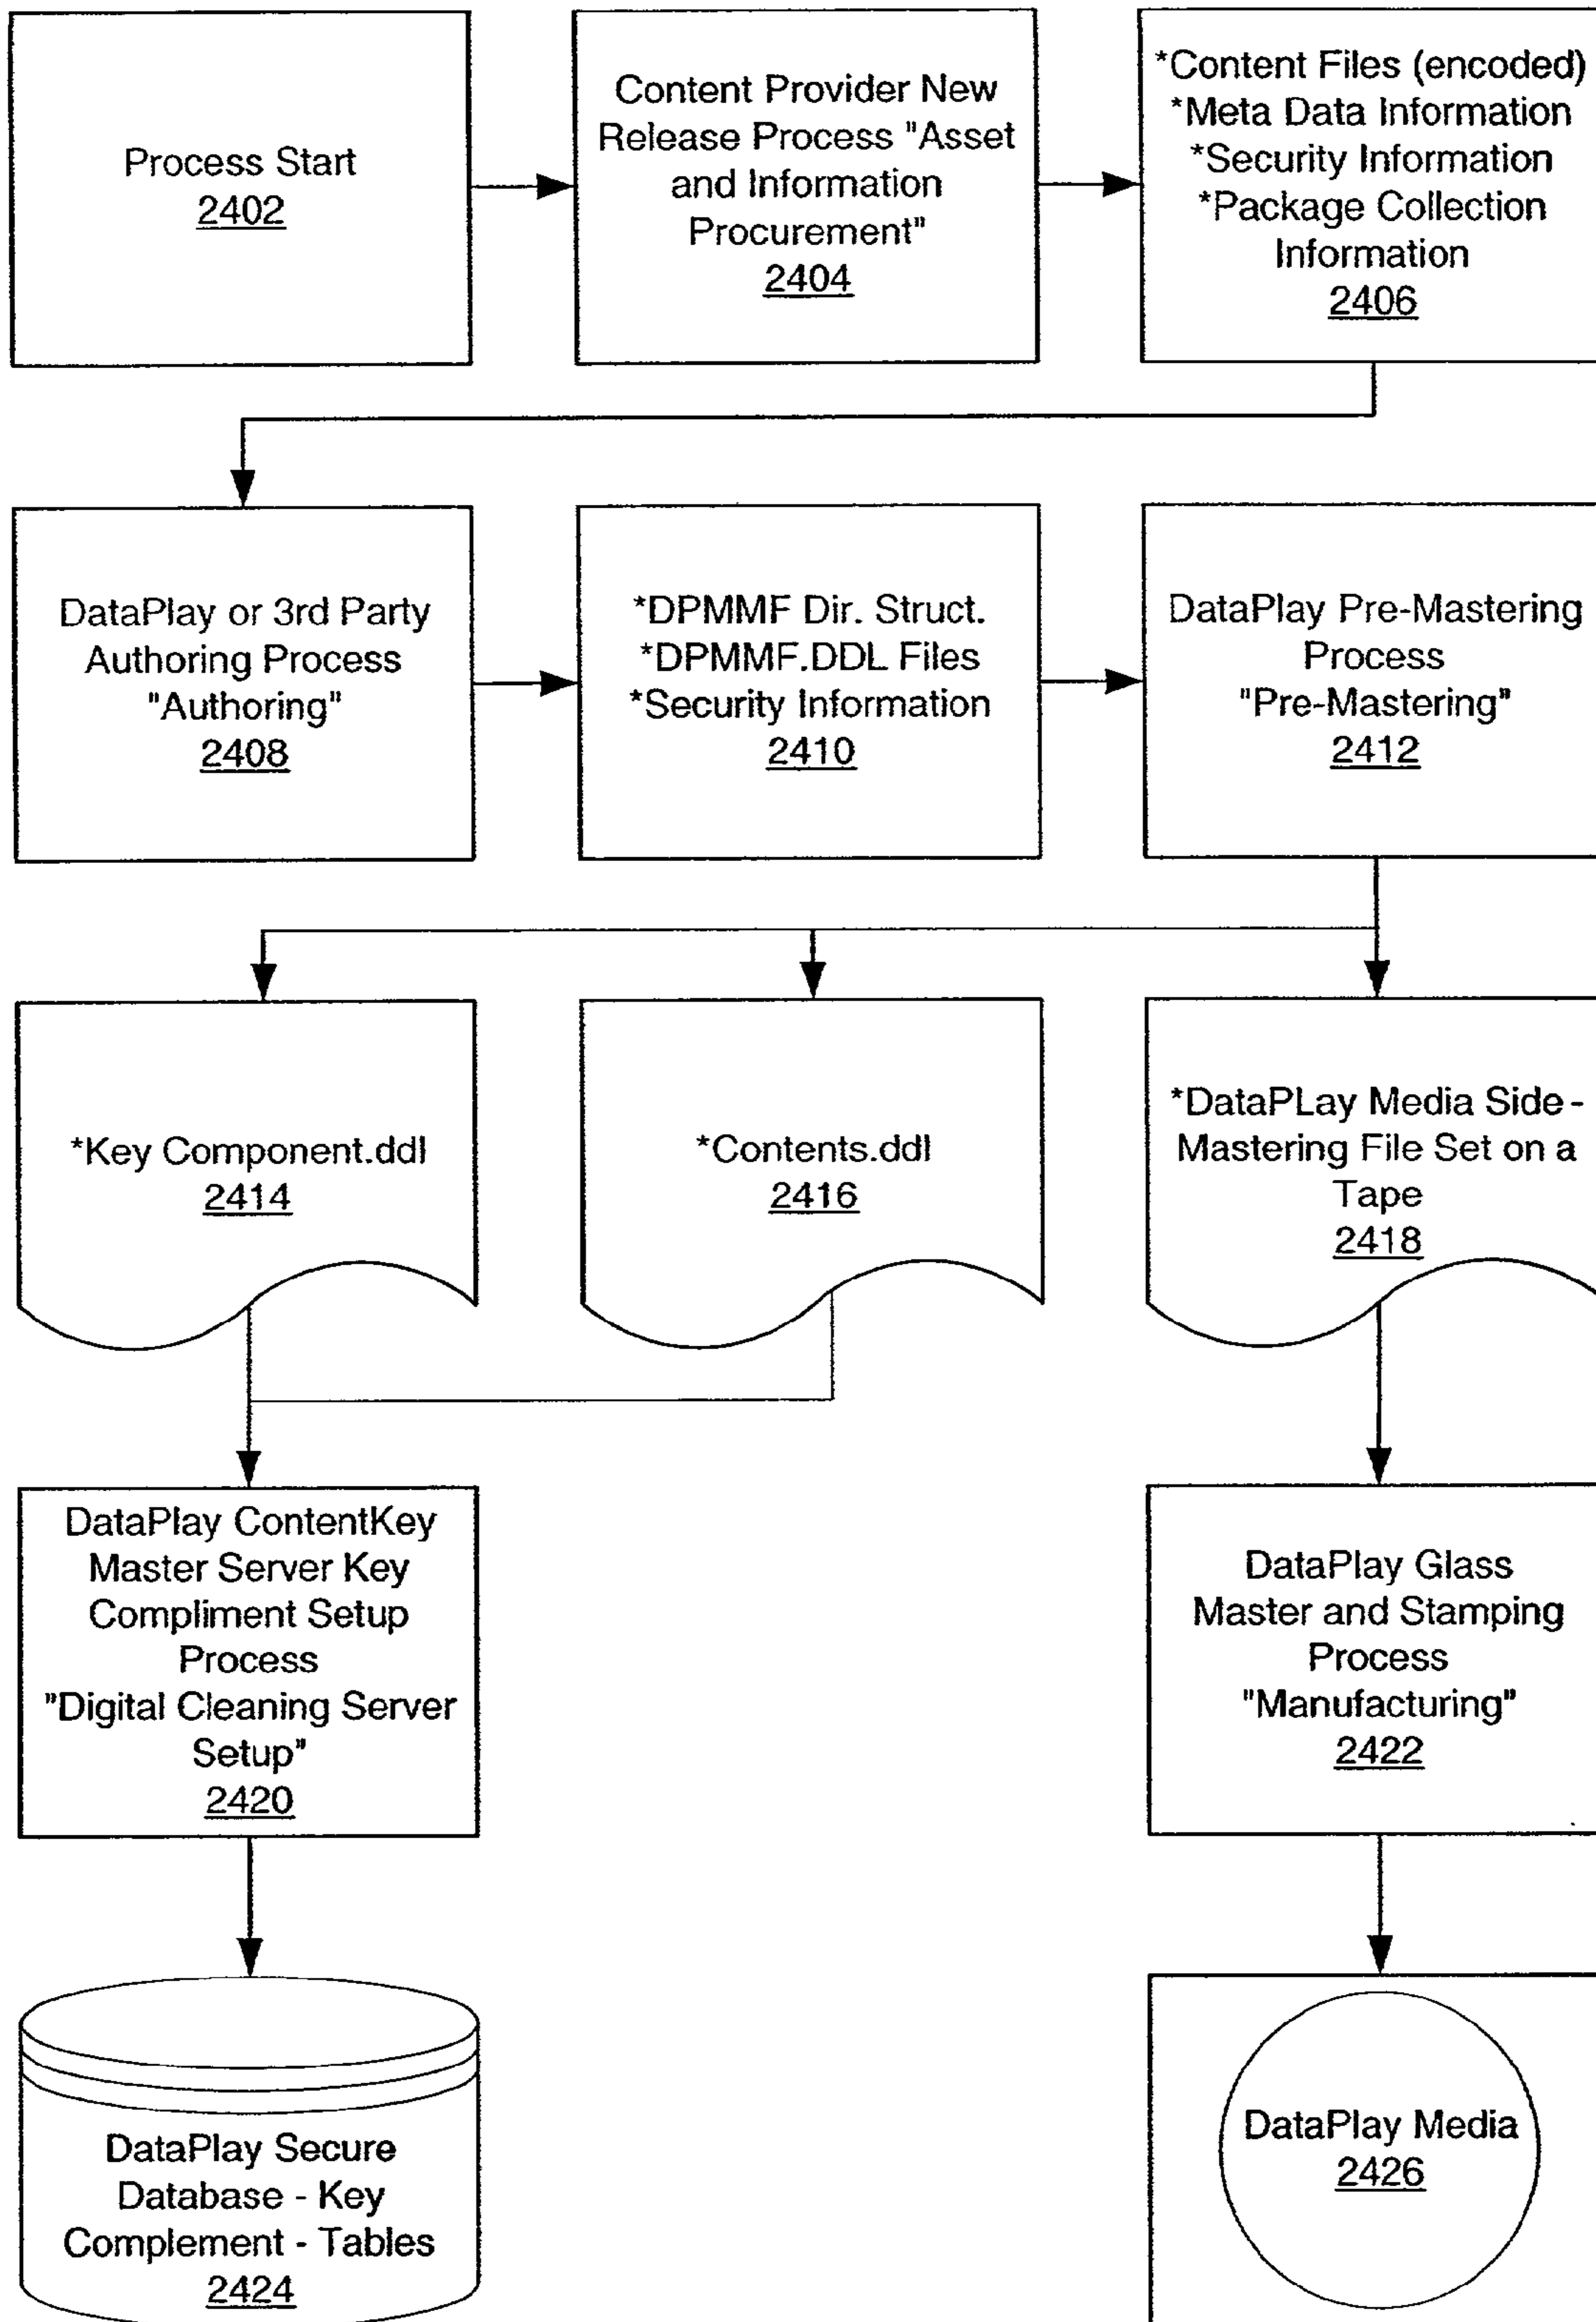 Process Start
2402
Content Provider New
Release Process "Asset
and Information
Procurement"
2404
*Content Files (encoded)
*Meta Data Information
*Security Information
*Package Collection
Information
2406
DataPlay or 3rd Party
Authoring Process
"Authoring"
2408
*DPMMF Dir. Struct.
*DPMMF.DDL Files
*Security Information
2410
DataPlay Pre-Mastering
Process
"Pre-Mastering"
2412
*Key Component.ddl
2414
*Contents.ddl
2416
*DataPLay Media Side -
Mastering File Set on a
Tape
2418
DataPlay ContentKey
Master Server Key
Compliment Setup
Process
"Digital Cleaning Server
Setup"
2420
DataPlay Glass
Master and Stamping
Process
"Manufacturing"
2422
DataPlay Secure
Database - Key
Complement - Tables
2424
DataPlay Media
2426